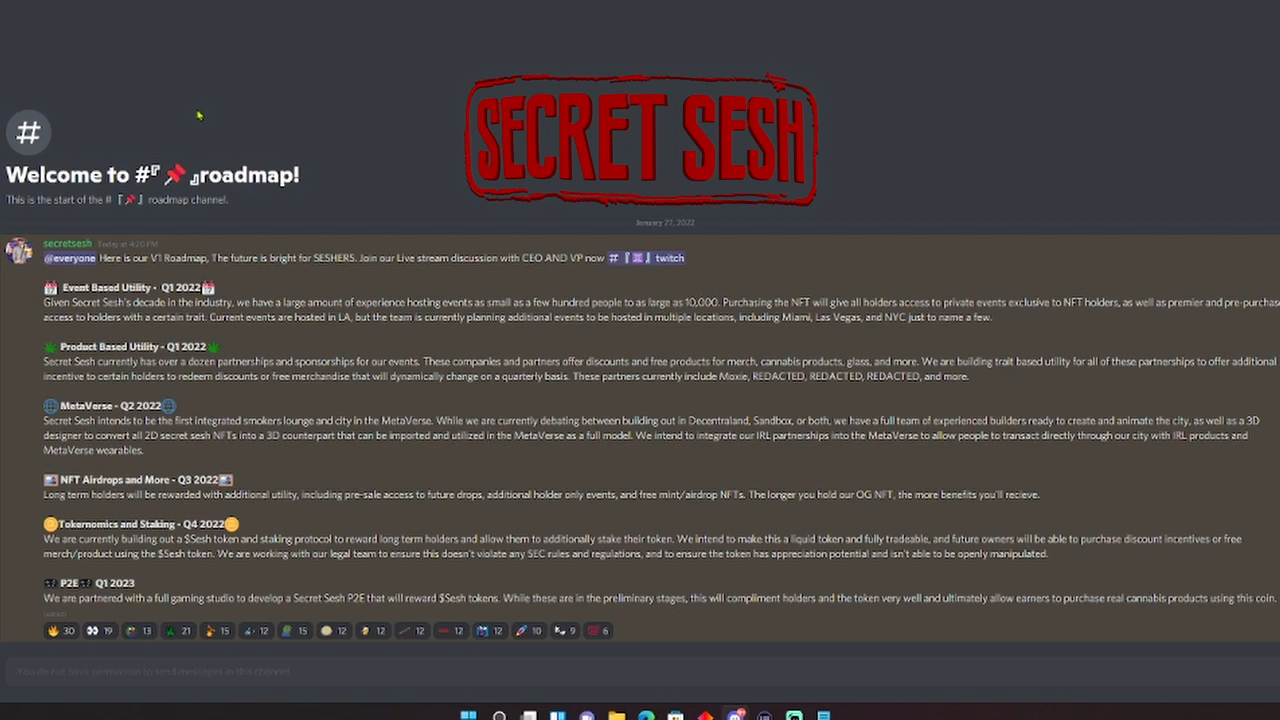 SECRET SESH
#
Welcome to #『📌』roadmap!
This is the start of the #『📌』roadmap channel.
January 27, 2022
secretsesh Today at 4:20 PM
@everyone Here is our V1 Roadmap, The future is bright for SESHERS. Join our Live stream discussion with CEO AND VP now # 『👾』twitch
📅 Event Based Utility - Q1 2022📅
Given Secret Sesh's decade in the industry, we have a large amount of experience hosting events as small as a few hundred people to as large as 10,000. Purchasing the NFT will give all holders access to private events exclusive to NFT holders, as well as premier and pre-purchase
access to holders with a certain trait. Current events are hosted in LA, but the team is currently planning additional events to be hosted in multiple locations, including Miami, Las Vegas, and NYC just to name a few.
Product Based Utility - Q1 2022
Secret Sesh currently has over a dozen partnerships and sponsorships for our events. These companies and partners offer discounts and free products for merch, cannabis products, glass, and more. We are building trait based utility for all of these partnerships to offer additional
incentive to certain holders to redeem discounts or free merchandise that will dynamically change on a quarterly basis. These partners currently include Moxie, REDACTED, REDACTED, REDACTED, and more.
🌐 MetaVerse - Q2 2022🌐
Secret Sesh intends to be the first integrated smokers lounge and city in the MetaVerse. While we are currently debating between building out in Decentraland, Sandbox, or both, we have a full team of experienced builders ready to create and animate the city, as well as a 3D
designer to convert all 2D secret sesh NFTs into a 3D counterpart that can be imported and utilized in the MetaVerse as a full model. We intend to integrate our IRL partnerships into the MetaVerse to allow people to transact directly through our city with IRL products and
MetaVerse wearables.
NFT Airdrops and More - Q3 2022
Long term holders will be rewarded with additional utility, including pre-sale access to future drops, additional holder only events, and free mint/airdrop NFTs. The longer you hold our OG NFT, the more benefits you'll recieve.
Tokernomics and Staking - Q4 2022
We are currently building out a $Sesh token and staking protocol to reward long term holders and allow them to additionally stake their token. We intend to make this a liquid token and fully tradeable, and future owners will be able to purchase discount incentives or free
merch/product using the $Sesh token. We are working with our legal team to ensure this doesn't violate any SEC rules and regulations, and to ensure the token has appreciation potential and isn't able to be openly manipulated.
P2E Q1 2023
We are partnered with a full gaming studio to develop a Secret Sesh P2E that will reward $Sesh tokens. While these are in the preliminary stages, this will compliment holders and the token very well and ultimately allow earners to purchase real cannabis products using this coin.
(edited)
30 19 13 21 15 12 15 12 12 12 12 12 10 9 6
You do not have permission to send messages in this channel.